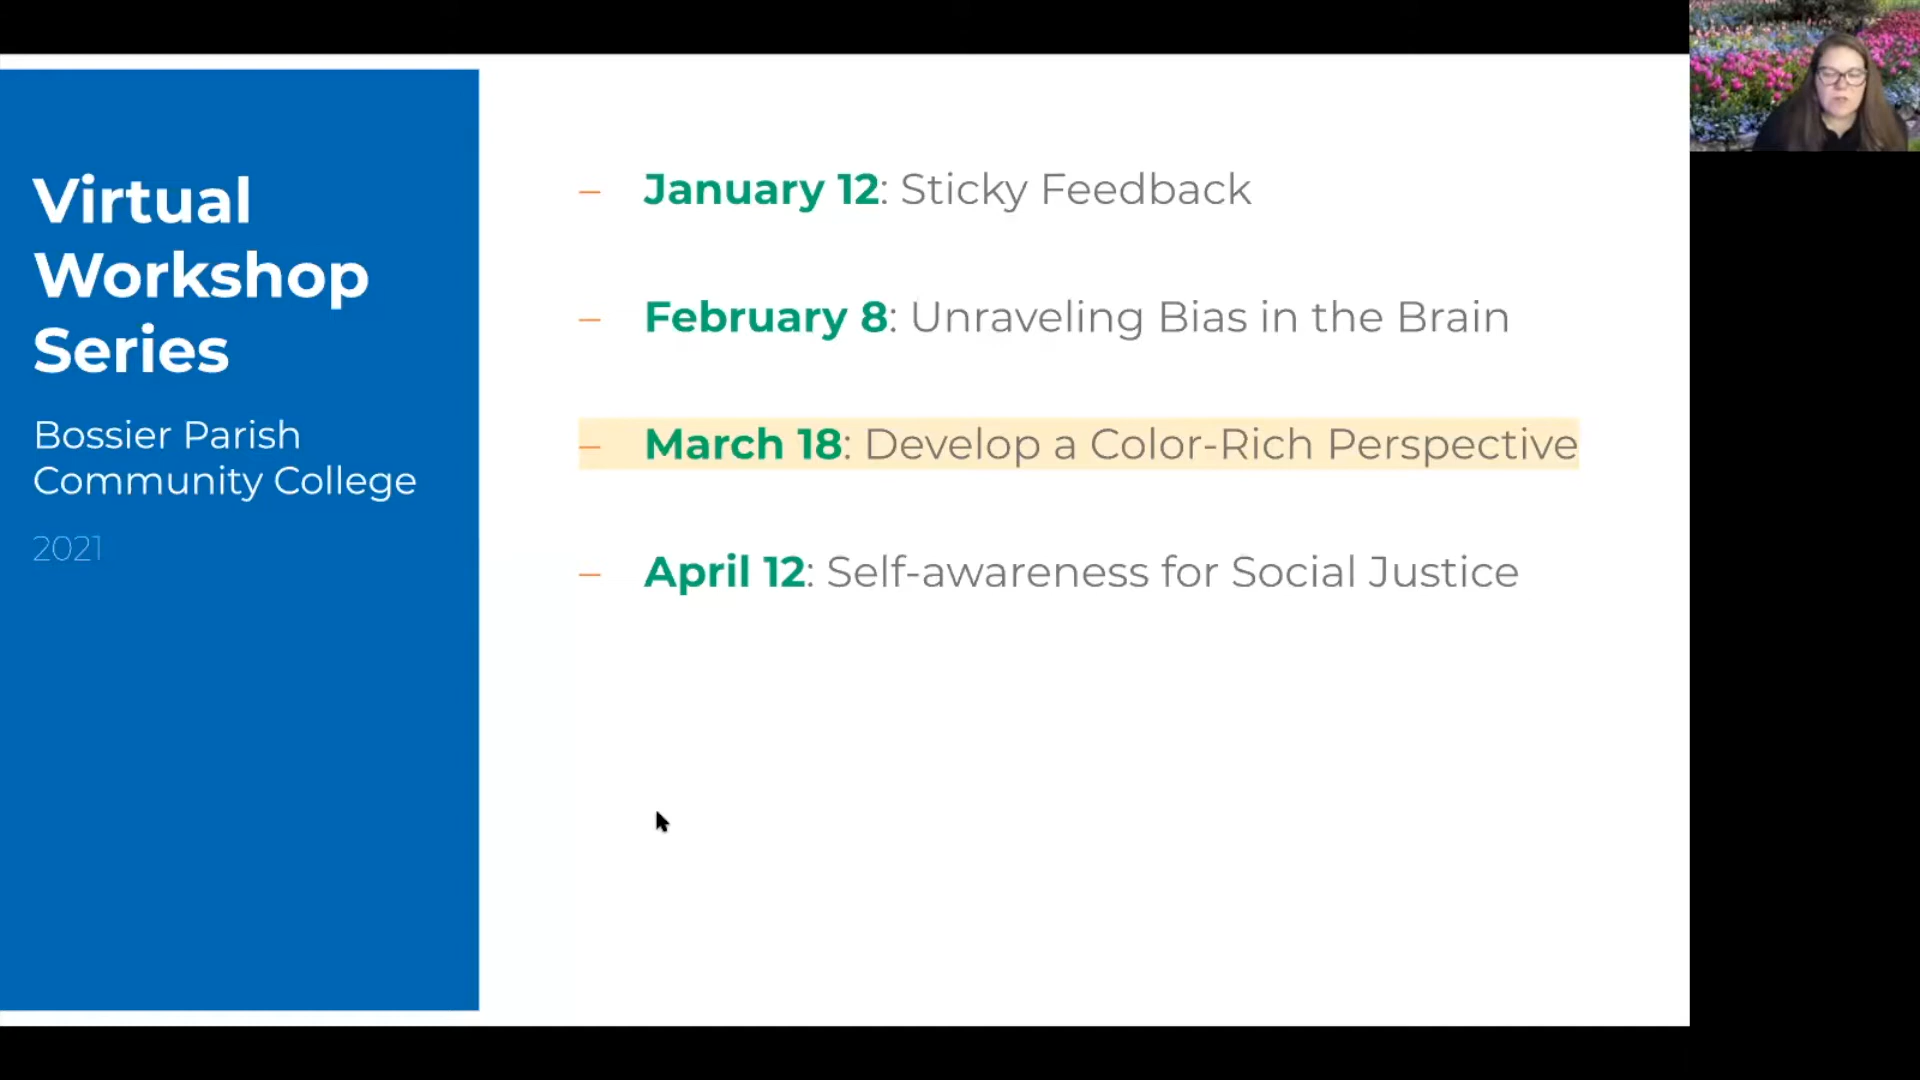 Virtual
Workshop
Series
Bossier Parish
Community College
2021
– January 12: Sticky Feedback
– February 8: Unraveling Bias in the Brain
– March 18: Develop a Color-Rich Perspective
– April 12: Self-awareness for Social Justice